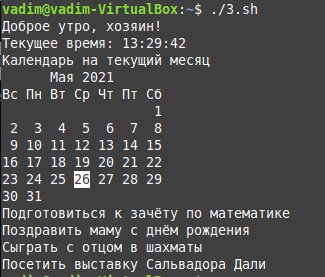 vadim@vadim-VirtualBox:~$ ./3.sh
Доброе утро, хозяин!
Текущее время: 13:29:42
Календарь на текущий месяц
Мая 2021
Вс Пн Вт Ср Чт Пт Сб
1
2 3 4 5 6 7 8
9 10 11 12 13 14 15
16 17 18 19 20 21 22
23 24 25 26 27 28 29
30 31
Подготовиться к зачёту по математике
Поздравить маму с днём рождения
Сыграть с отцом в шахматы
Посетить выставку Сальвадора Дали